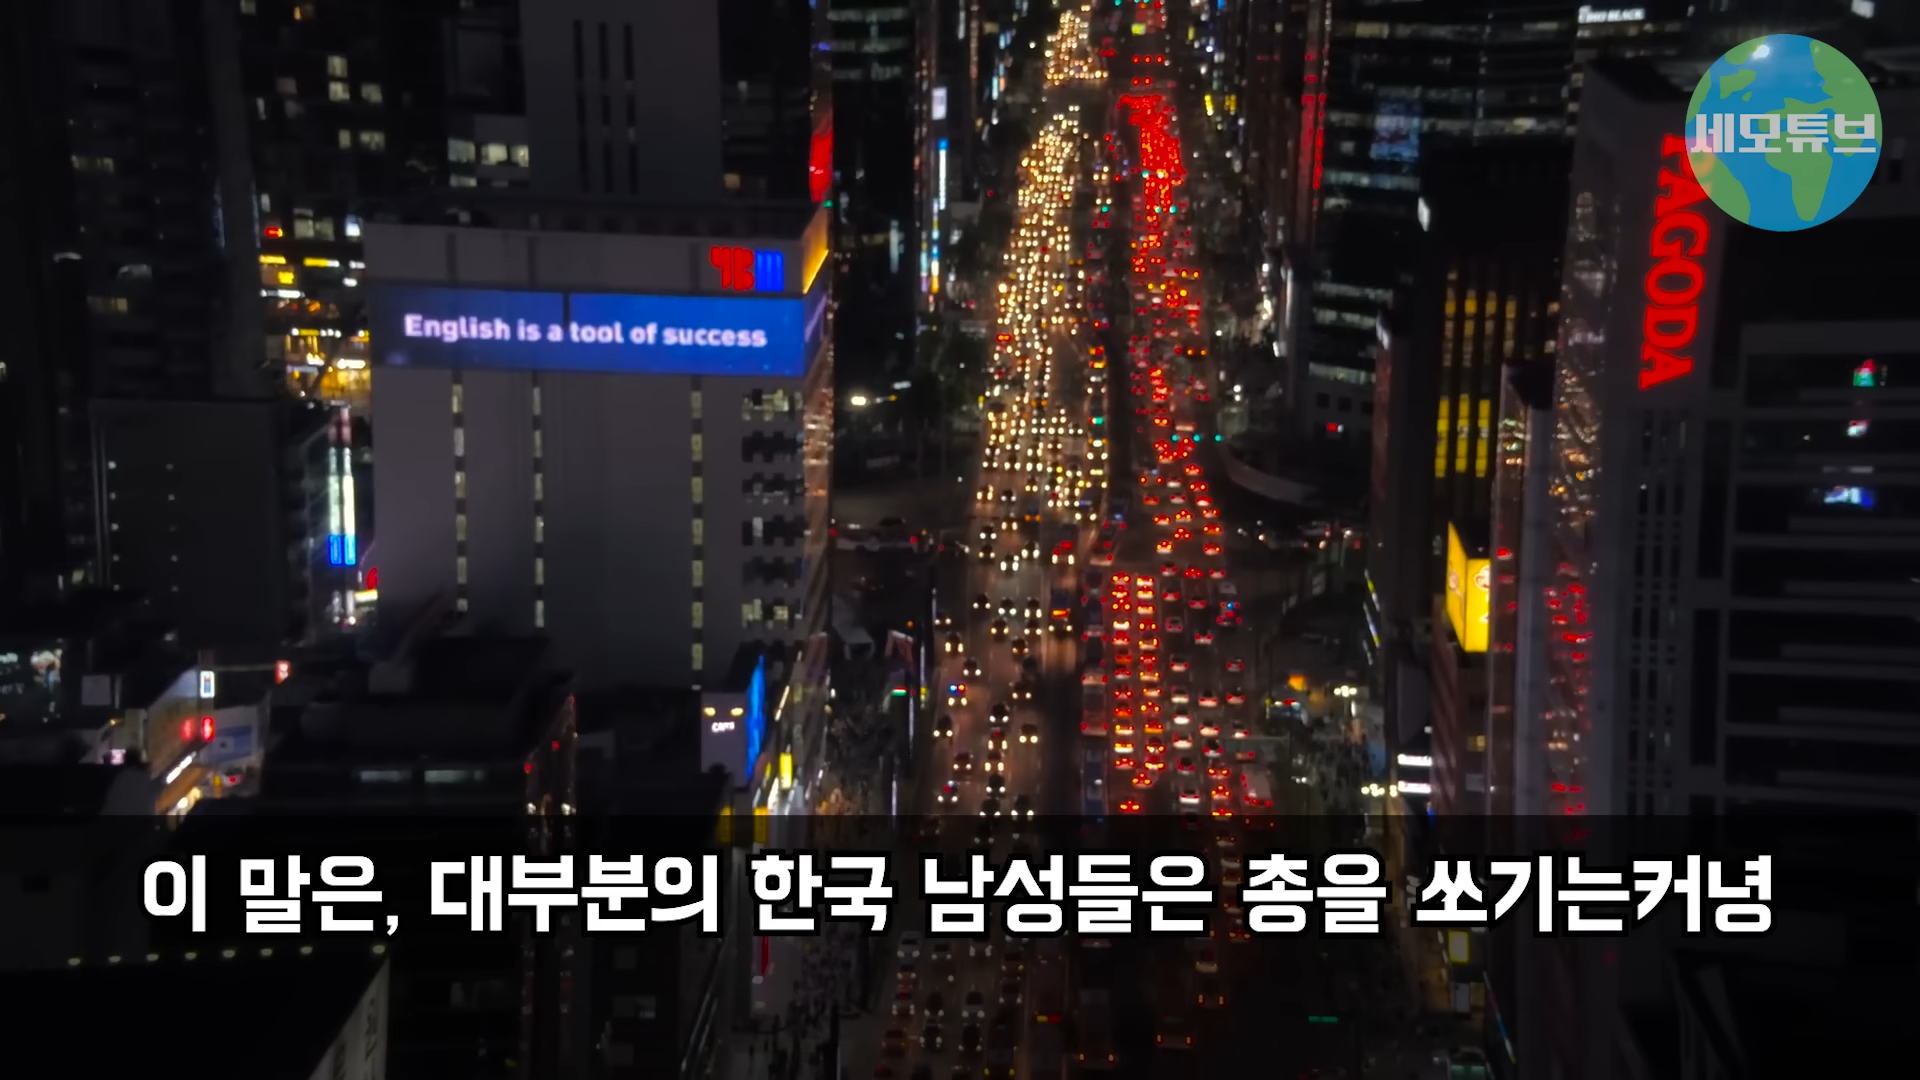 세모튜브
PAGODA
YBM
English is a tool of success
이 말은, 대부분의 한국 남성들은 총을 쏘기는커녕